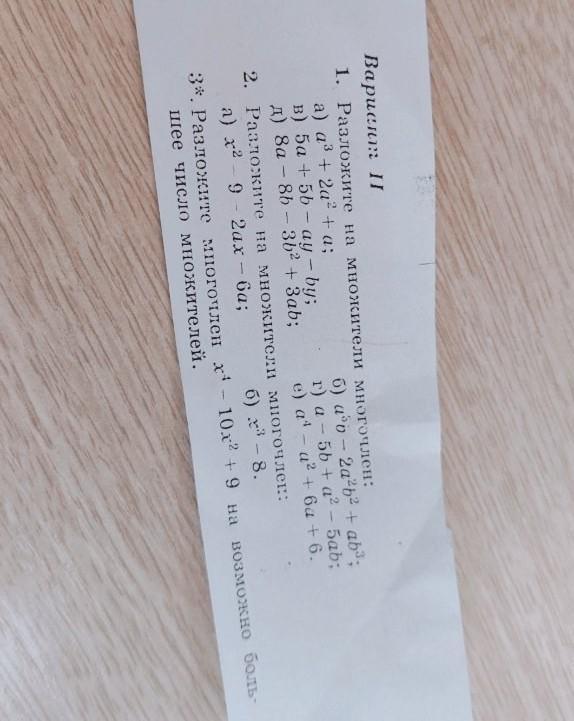 Вариант II
1. Разложите на множители многочлен:
а) a³ + 2a² + a; б) a³b − 2a²b² + ab³;
в) 5a + 5b − ay − by; г) a − 5b + a² − 5ab;
д) 8a − 8b − 3b² + 3ab; е) a⁴ − a² + 6a + 6.
2. Разложите на множители многочлен:
а) x² − 9 − 2ax − 6a; б) x³ − 8.
3*. Разложите многочлен x⁴ − 10x² + 9 на возможно боль-
шее число множителей.